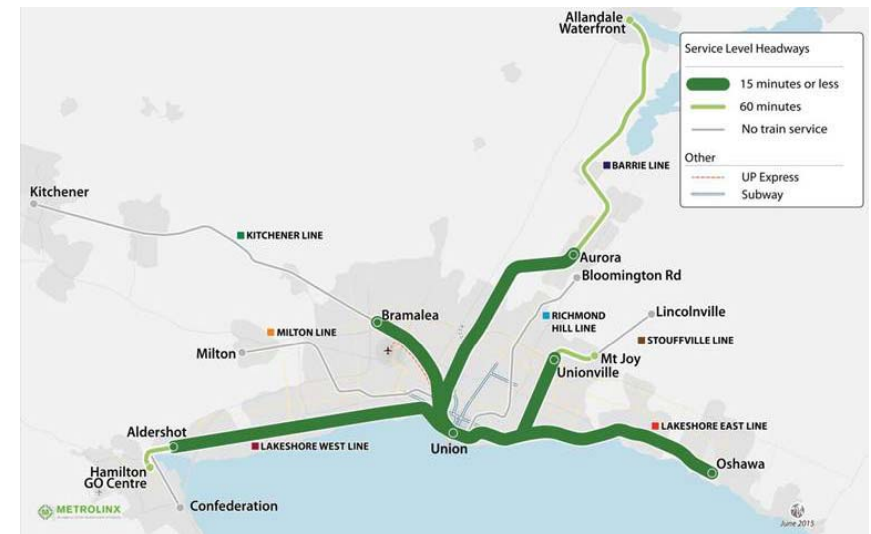 Allandale
Waterfront
Service Level Headways
15 minutes or less
60 minutes
No train service
Other
UP Express
Subway
BARRIE LINE
Kitchener
KITCHENER LINE
Aurora
Bloomington Rd
Bramalea
RICHMOND
HILL LINE
Lincolnville
MILTON LINE
STOUFFVILLE LINE
Milton
Mt Joy
Unionville
Aldershot
LAKESHORE WEST LINE
Union
LAKESHORE EAST LINE
Oshawa
Hamilton
GO Centre
Confederation
METROLINX
June 2015